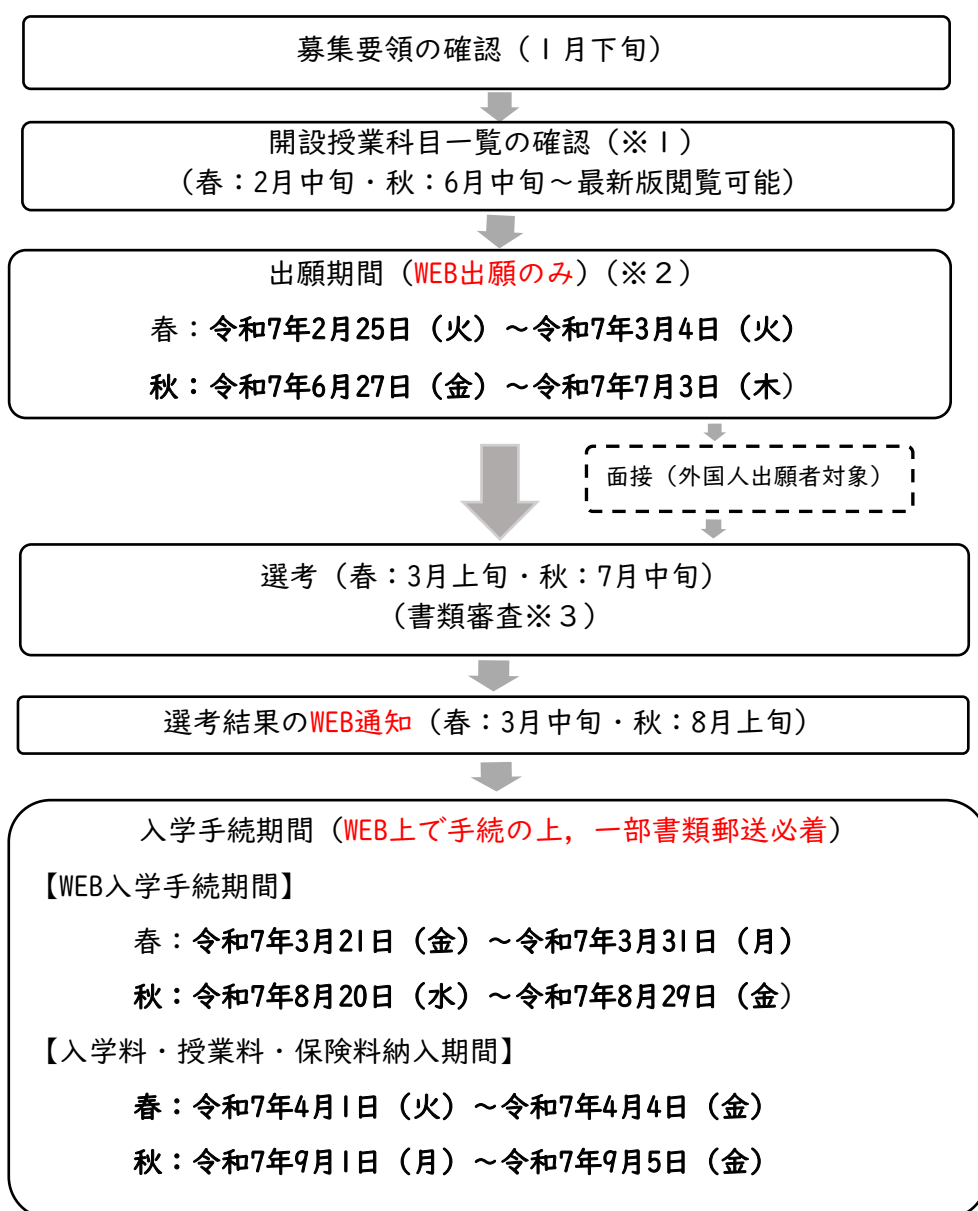 募集要領の確認（１月下旬）
開設授業科目一覧の確認（※１）
（春：2月中旬・秋：6月中旬～最新版閲覧可能）
出願期間（WEB出願のみ）（※２）
春：令和7年2月25日（火）～令和7年3月4日（火）
秋：令和7年6月27日（金）～令和7年7月3日（木）
面接（外国人出願者対象）
選考（春：3月上旬・秋：7月中旬）
（書類審査※３）
選考結果のWEB通知（春：3月中旬・秋：8月上旬）
入学手続期間（WEB上で手続の上，一部書類郵送必着）
【WEB入学手続期間】
春：令和7年3月21日（金）～令和7年3月31日（月）
秋：令和7年8月20日（水）～令和7年8月29日（金）
【入学料・授業料・保険料納入期間】
春：令和7年4月1日（火）～令和7年4月4日（金）
秋：令和7年9月1日（月）～令和7年9月5日（金）